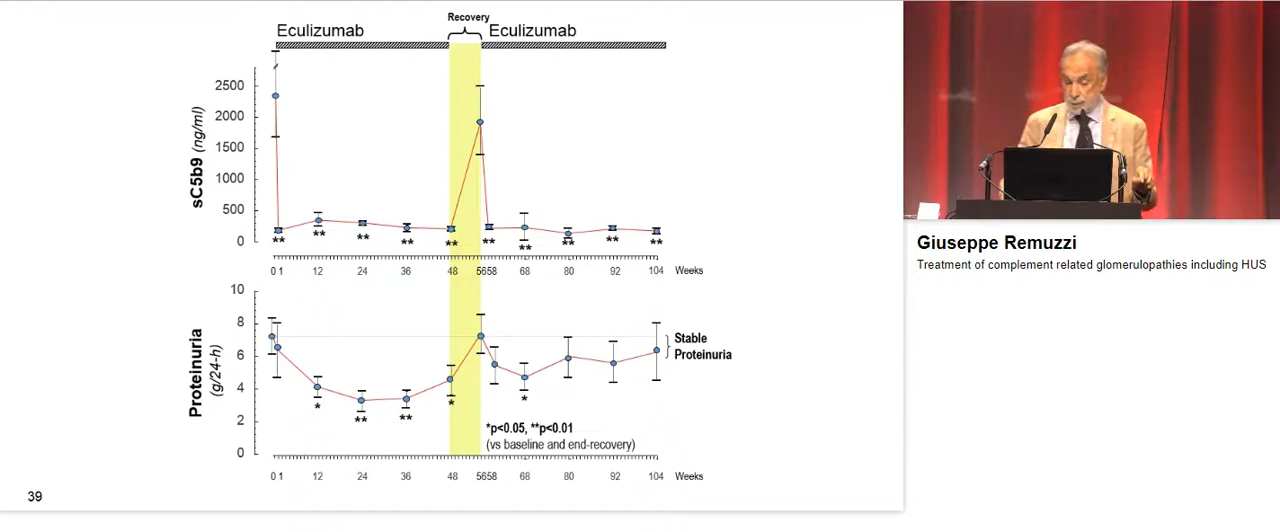 Recovery
Eculizumab Eculizumab
2500
2000
1500
1000
500
0
sC5b9 (ng/ml)
** ** ** ** ** ** ** ** ** **
0 1 12 24 36 48 5658 68 80 92 104 Weeks
10
8
6
4
2
0
Proteinuria
(g/24-h)
Stable
Proteinuria
* ** ** * *
*p<0.05, **p<0.01
(vs baseline and end-recovery)
0 1 12 24 36 48 5658 68 80 92 104 Weeks
39
Giuseppe Remuzzi
Treatment of complement related glomerulopathies including HUS